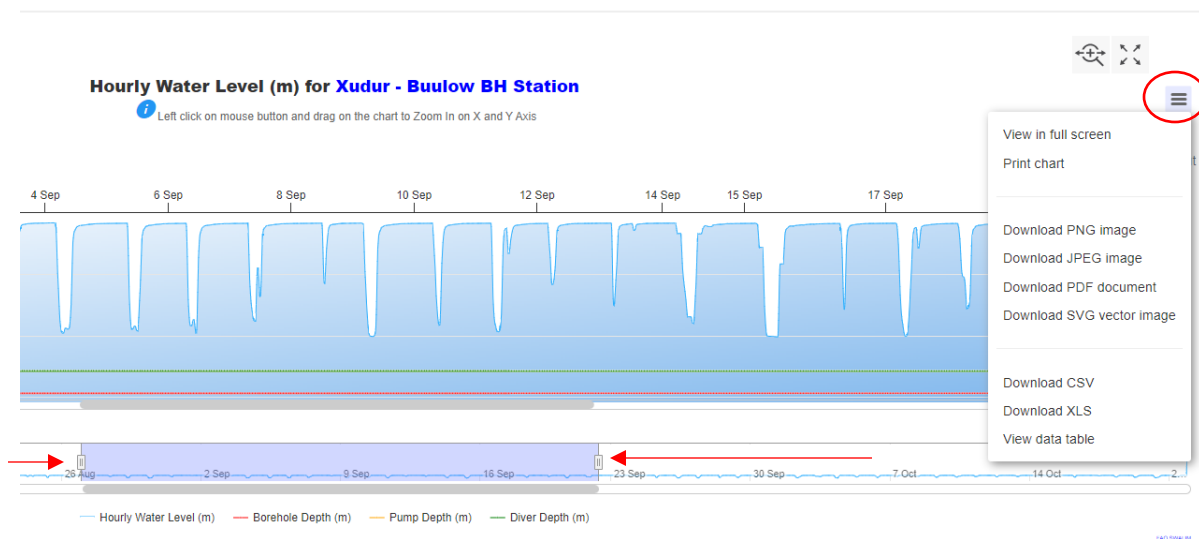 Hourly Water Level (m) for Xudur - Buulow BH Station
i Left click on mouse button and drag on the chart to Zoom In on X and Y Axis
View in full screen
Print chart
4 Sep 6 Sep 8 Sep 10 Sep 12 Sep 14 Sep 15 Sep 17 Sep
Download PNG image
Download JPEG image
Download PDF document
Download SVG vector image
Download CSV
Download XLS
View data table
26 Aug 2 Sep 9 Sep 16 Sep 23 Sep 30 Sep 7 Oct 14 Oct 2...
Hourly Water Level (m) Borehole Depth (m) Pump Depth (m) Diver Depth (m)